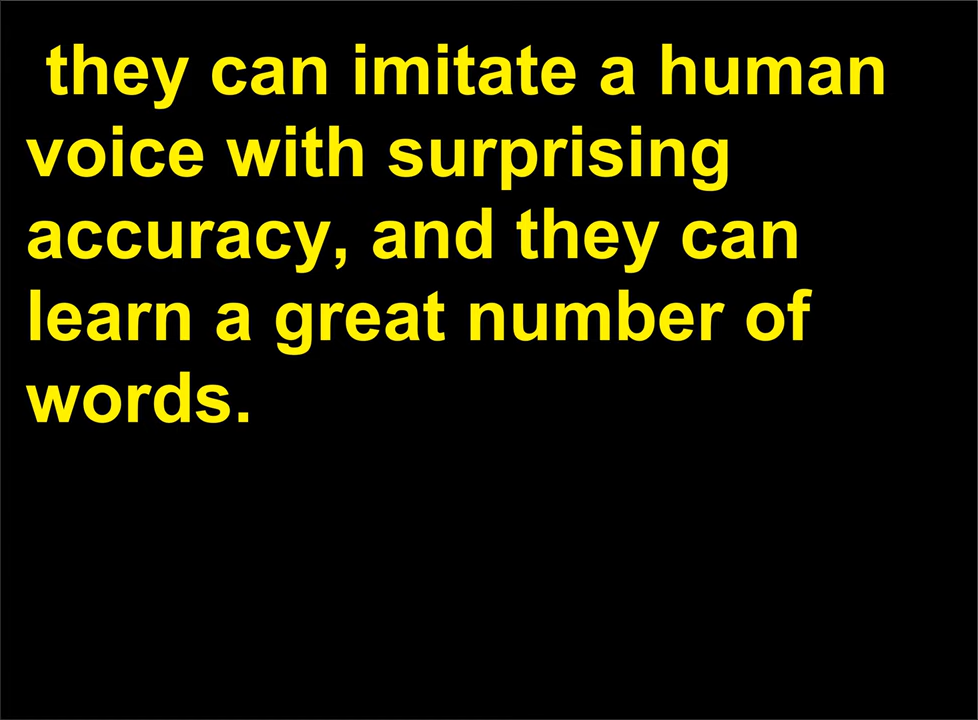 they can imitate a human
voice with surprising
accuracy, and they can
learn a great number of
words.